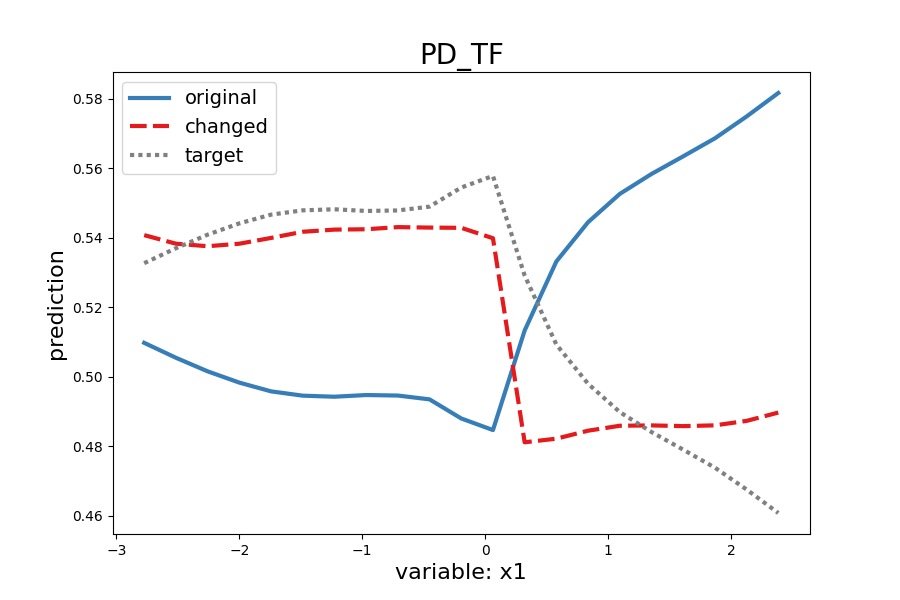 PD_TF
original
changed
target
0.58
0.56
0.54
0.52
0.50
0.48
0.46
prediction
−3
−2
−1
0
1
2
variable: x1